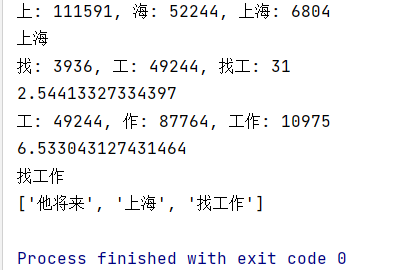 上: 111591, 海: 52244, 上海: 6804
上海
找: 3936, 工: 49244, 找工: 31
2.54413327334397
工: 49244, 作: 87764, 工作: 10975
6.533043127431464
找工作
['他将来', '上海', '找工作']
Process finished with exit code 0